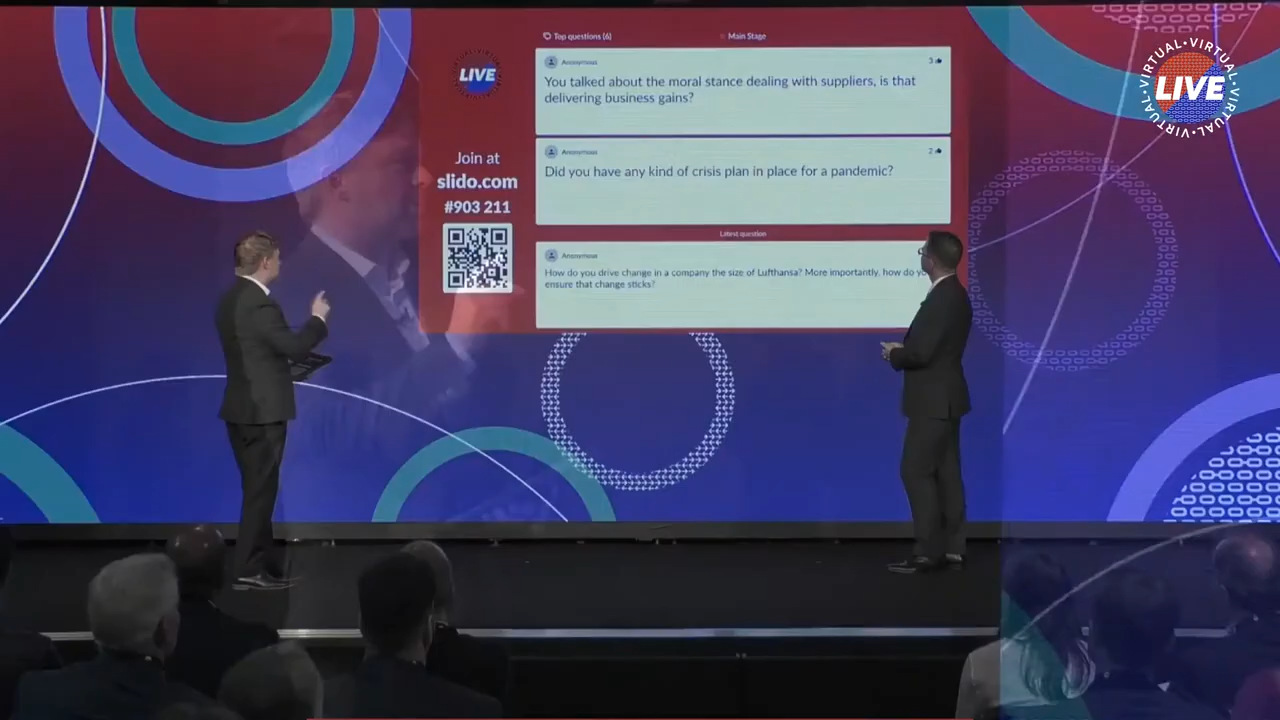 Top questions (6)
Main Stage
LIVE
Anonymous
3
You talked about the moral stance dealing with suppliers, is that
delivering business gains?
VIRTUAL·VIRTUAL·VIRTUAL·
LIVE
Join at
slido.com
#903 211
Anonymous
2
Did you have any kind of crisis plan in place for a pandemic?
Latest question
Anonymous
How do you drive change in a company the size of Lufthansa? More importantly, how do yo
ensure that change sticks?